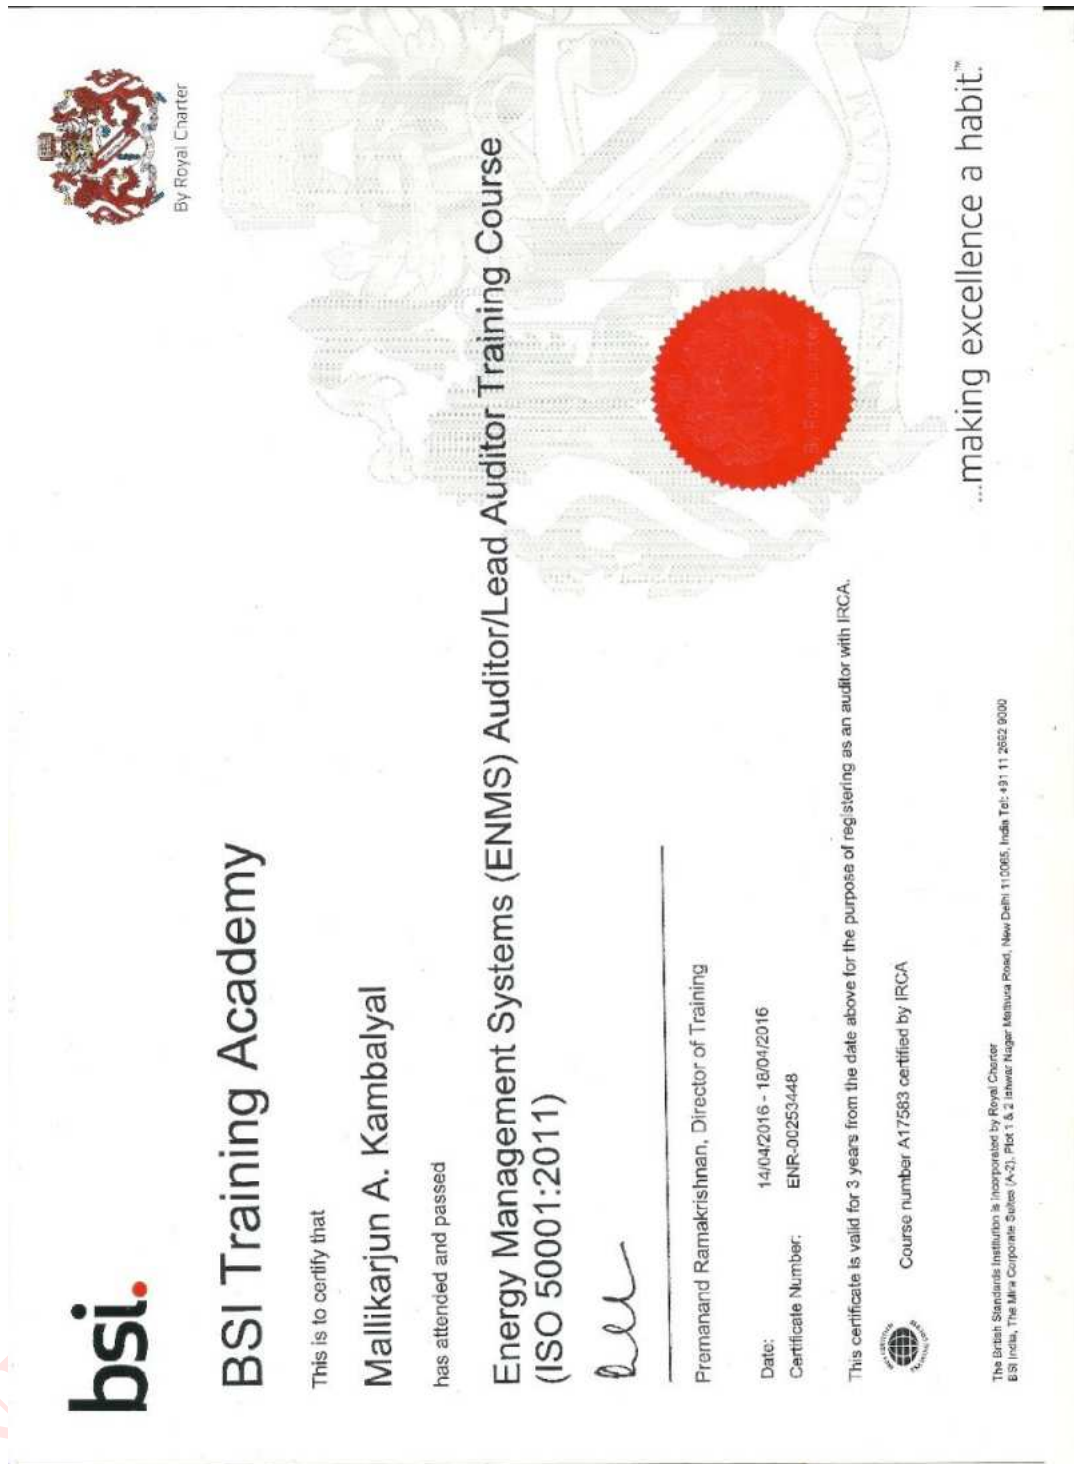 bsi.
By Royal Charter
BSI Training Academy
This is to certify that
Mallikarjun A. Kambalyal
has attended and passed
Energy Management Systems (ENMS) Auditor/Lead Auditor Training Course
(ISO 50001:2011)
Premanand Ramakrishnan, Director of Training
Date: 14/04/2016 - 18/04/2016
Certificate Number: ENR-00253448
This certificate is valid for 3 years from the date above for the purpose of registering as an auditor with IRCA.
Course number A17583 certified by IRCA
By Royal Charter
...making excellence a habit.™
The British Standards Institution is incorporated by Royal Charter
BSI India, The Mira Corporate Suites (A-2), Plot 1 & 2 Ishwar Nagar Mathura Road, New Delhi 110065, India Tel: +91 11 2692 9000